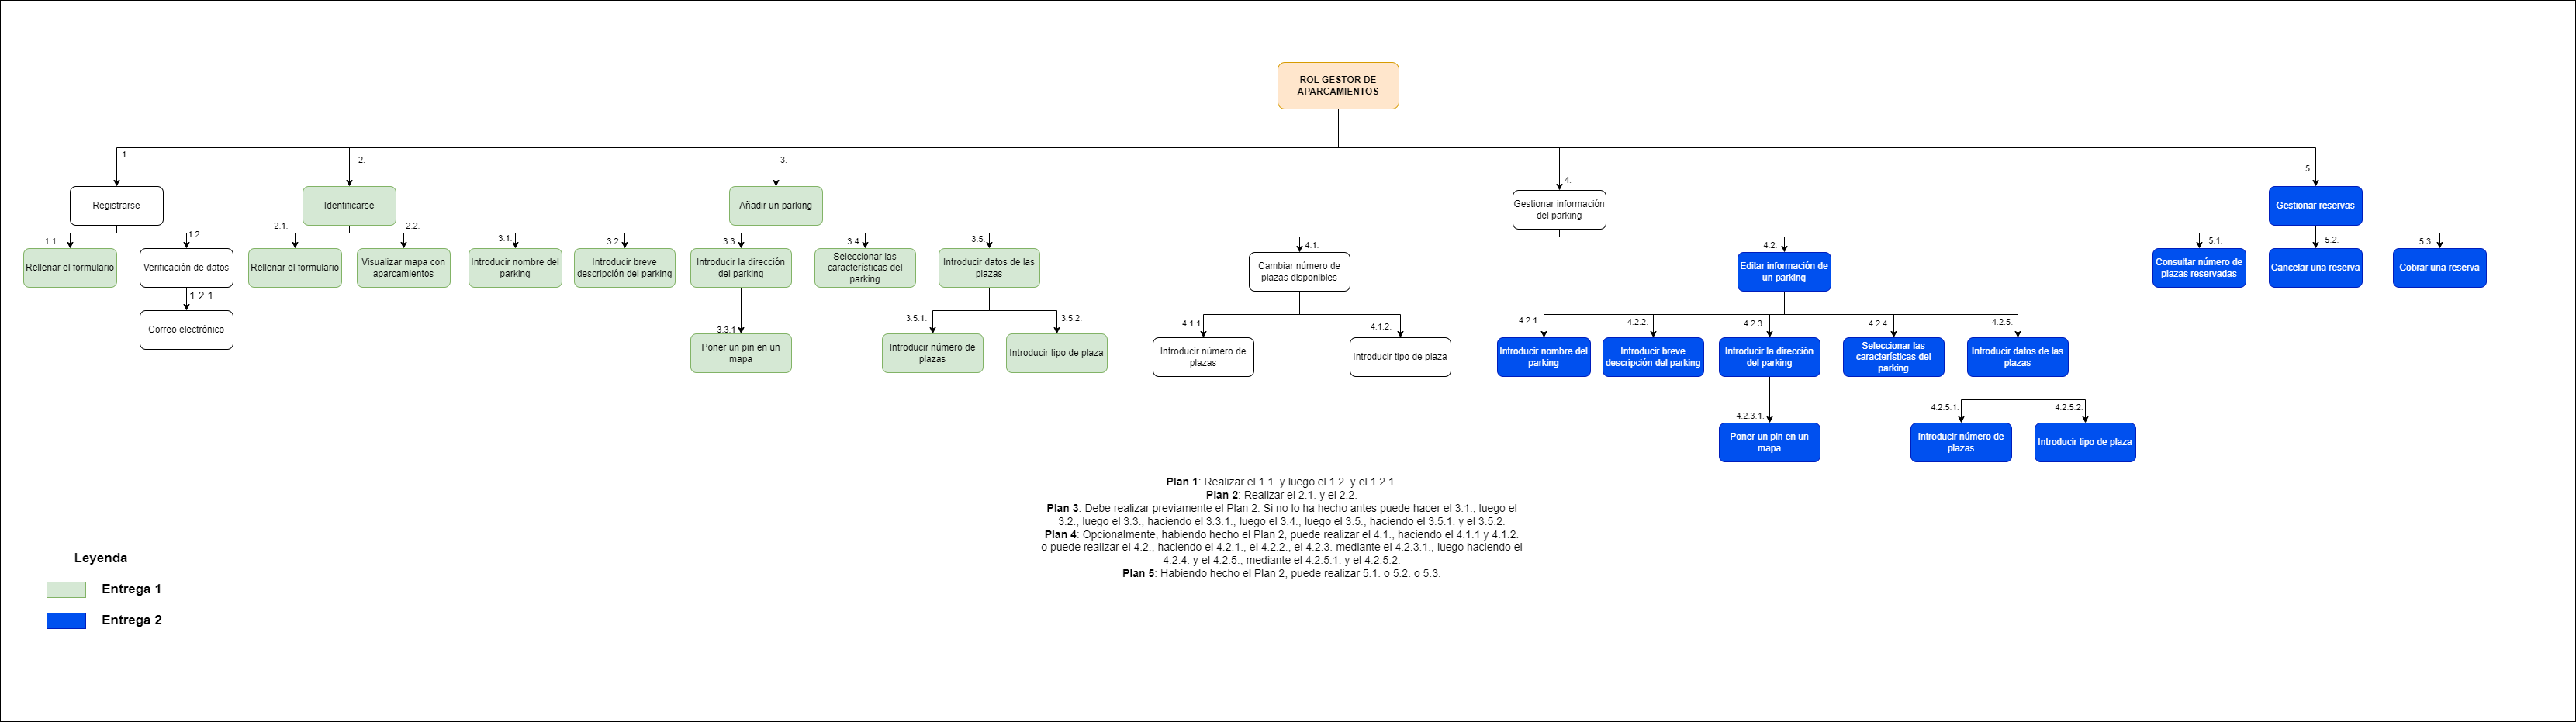 ROL GESTOR DE
APARCAMIENTOS
1.
2.
3.
4.
5.
Registrarse
Identificarse
Añadir un parking
Gestionar información
del parking
Gestionar reservas
1.1.
1.2.
2.1.
2.2.
3.1.
3.2.
3.3.
3.4.
3.5.
4.1.
4.2.
5.1.
5.2.
5.3
Rellenar el formulario
Verificación de datos
Rellenar el formulario
Visualizar mapa con
aparcamientos
Introducir nombre del
parking
Introducir breve
descripción del parking
Introducir la dirección
del parking
Seleccionar las
características del
parking
Introducir datos de las
plazas
Cambiar número de
plazas disponibles
Editar información de
un parking
Consultar número de
plazas reservadas
Cancelar una reserva
Cobrar una reserva
1.2.1.
Correo electrónico
3.3.1
Poner un pin en un
mapa
3.5.1.
3.5.2.
Introducir número de
plazas
Introducir tipo de plaza
4.1.1.
4.1.2.
Introducir número de
plazas
Introducir tipo de plaza
4.2.1.
4.2.2.
4.2.3.
4.2.4.
4.2.5.
Introducir nombre del
parking
Introducir breve
descripción del parking
Introducir la dirección
del parking
Seleccionar las
características del
parking
Introducir datos de las
plazas
4.2.3.1.
4.2.5.1.
4.2.5.2.
Poner un pin en un
mapa
Introducir número de
plazas
Introducir tipo de plaza
Plan 1: Realizar el 1.1. y luego el 1.2. y el 1.2.1.
Plan 2: Realizar el 2.1. y el 2.2.
Plan 3: Debe realizar previamente el Plan 2. Si no lo ha hecho antes puede hacer el 3.1., luego el
3.2., luego el 3.3., haciendo el 3.3.1., luego el 3.4., luego el 3.5., haciendo el 3.5.1. y el 3.5.2.
Plan 4: Opcionalmente, habiendo hecho el Plan 2, puede realizar el 4.1., haciendo el 4.1.1 y 4.1.2.
o puede realizar el 4.2., haciendo el 4.2.1., el 4.2.2., el 4.2.3. mediante el 4.2.3.1., luego haciendo el
4.2.4. y el 4.2.5., mediante el 4.2.5.1. y el 4.2.5.2.
Plan 5: Habiendo hecho el Plan 2, puede realizar 5.1. o 5.2. o 5.3.
Leyenda
Entrega 1
Entrega 2